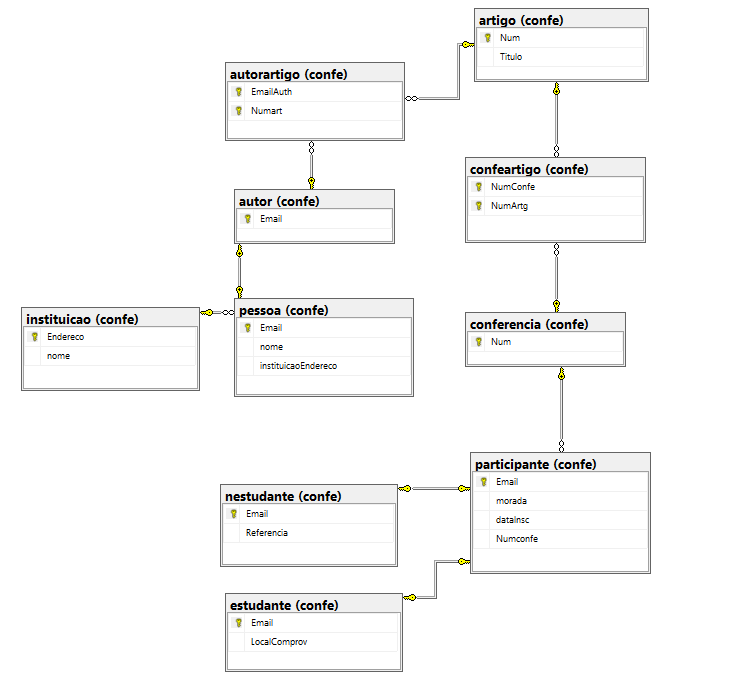 artigo (confe)
Num
Titulo
autorartigo (confe)
EmailAuth
Numart
confeartigo (confe)
NumConfe
NumArtg
autor (confe)
Email
instituicao (confe)
Endereco
nome
pessoa (confe)
Email
nome
instituicaoEndereco
conferencia (confe)
Num
participante (confe)
Email
morada
dataInsc
Numconfe
nestudante (confe)
Email
Referencia
estudante (confe)
Email
LocalComprov